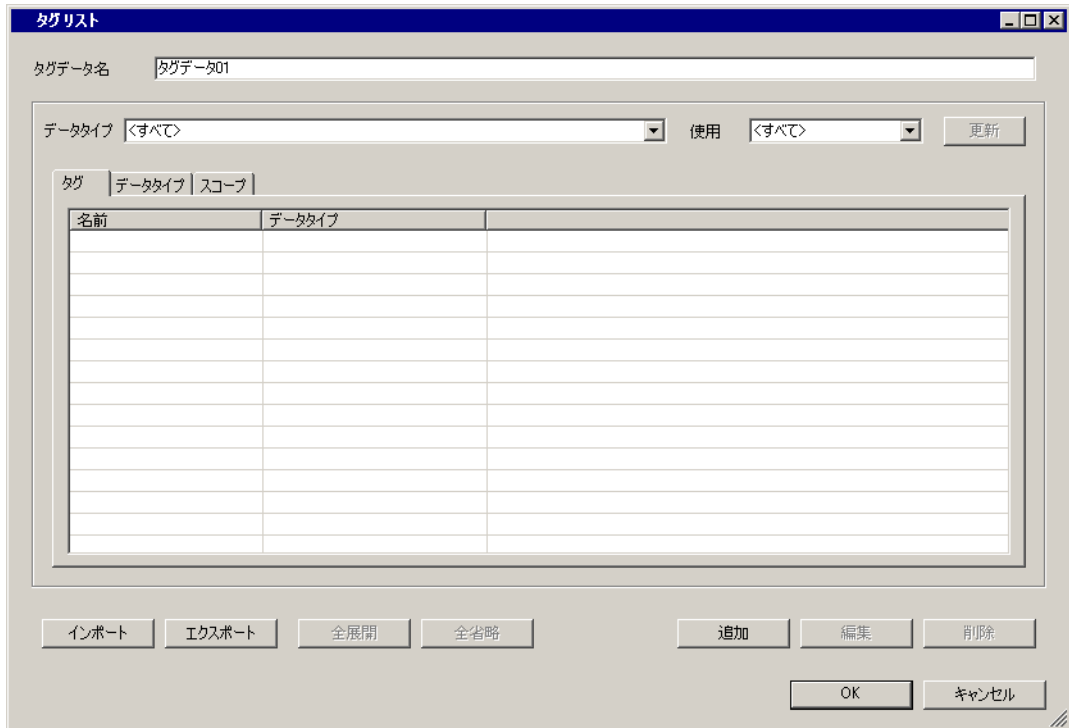 タグ リスト
タグデータ名 タグデータ01
データタイプ <すべて> 使用 <すべて> 更新
タグ データタイプ スコープ
名前 データタイプ
インポート エクスポート 全展開 全省略 追加 編集 削除
OK キャンセル